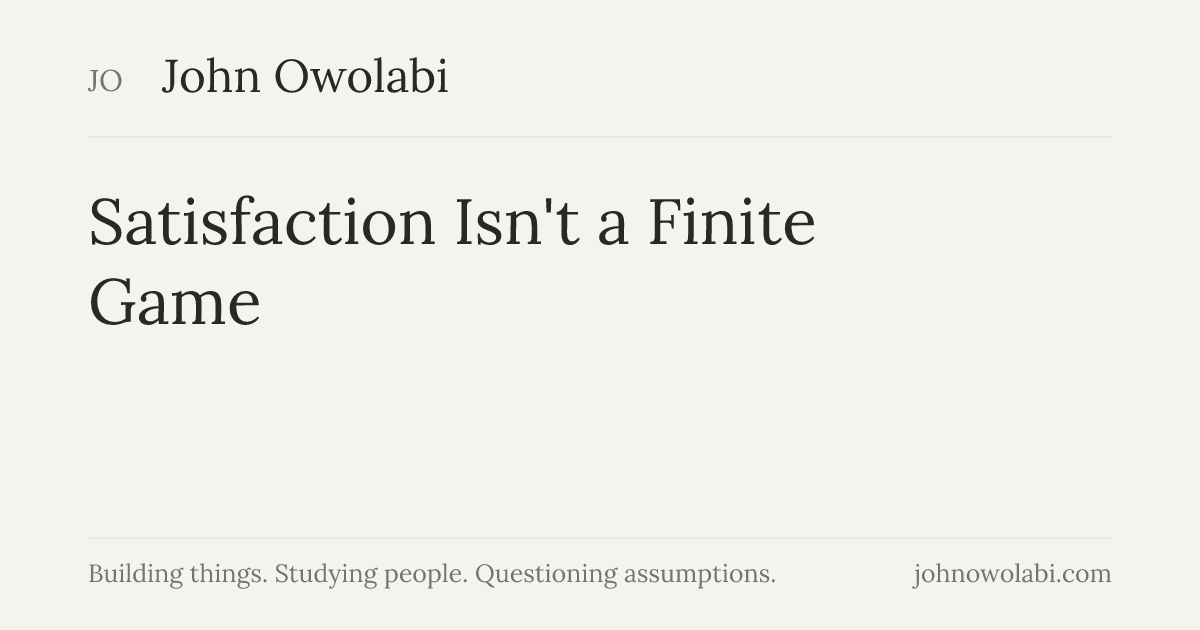 JO John Owolabi
Satisfaction Isn't a Finite
Game
Building things. Studying people. Questioning assumptions. johnowolabi.com